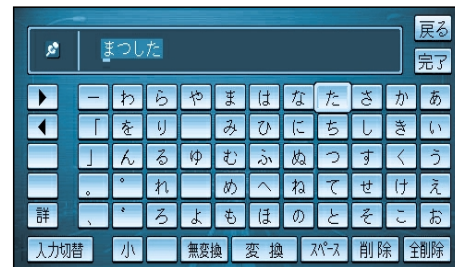 まつした
戻る
完了
▶ ー わ ら や ま は な た さ か あ
◀ 「 を り み ひ に ち し き い
」 ん る ゆ む ふ ぬ つ す く う
。 ゜ れ め へ ね て せ け え
詳 、 ゛ ろ よ も ほ の と そ こ お
入力切替 小 無変換 変換 スペース 削除 全削除